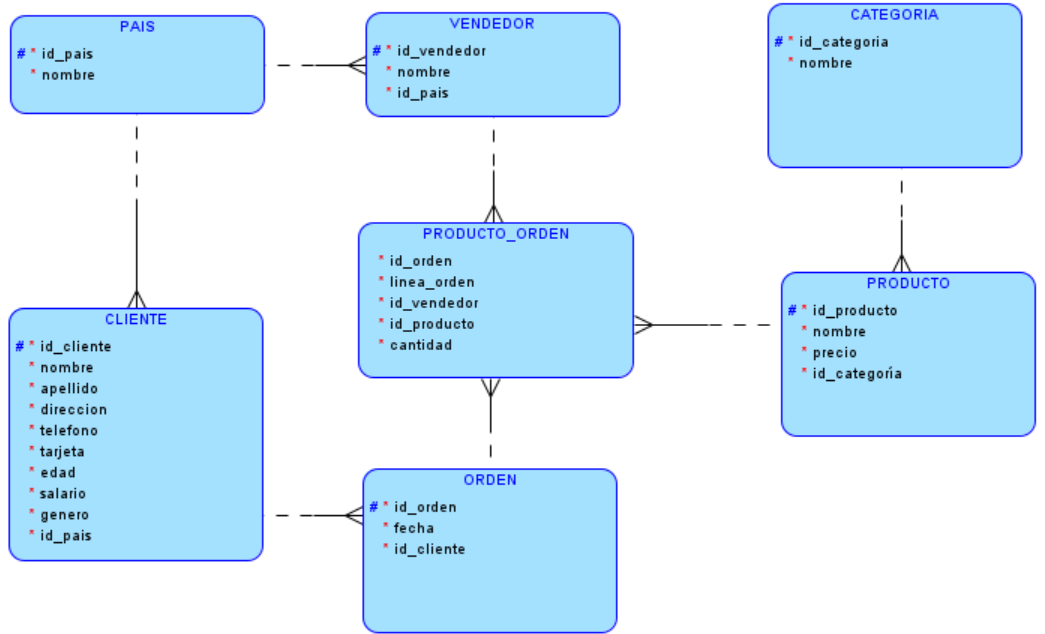 PAIS
# * id_pais
* nombre
VENDEDOR
# * id_vendedor
* nombre
* id_pais
CATEGORIA
# * id_categoria
* nombre
PRODUCTO_ORDEN
* id_orden
* linea_orden
* id_vendedor
* id_producto
* cantidad
PRODUCTO
# * id_producto
* nombre
* precio
* id_categoría
CLIENTE
# * id_cliente
* nombre
* apellido
* direccion
* telefono
* tarjeta
* edad
* salario
* genero
* id_pais
ORDEN
# * id_orden
* fecha
* id_cliente